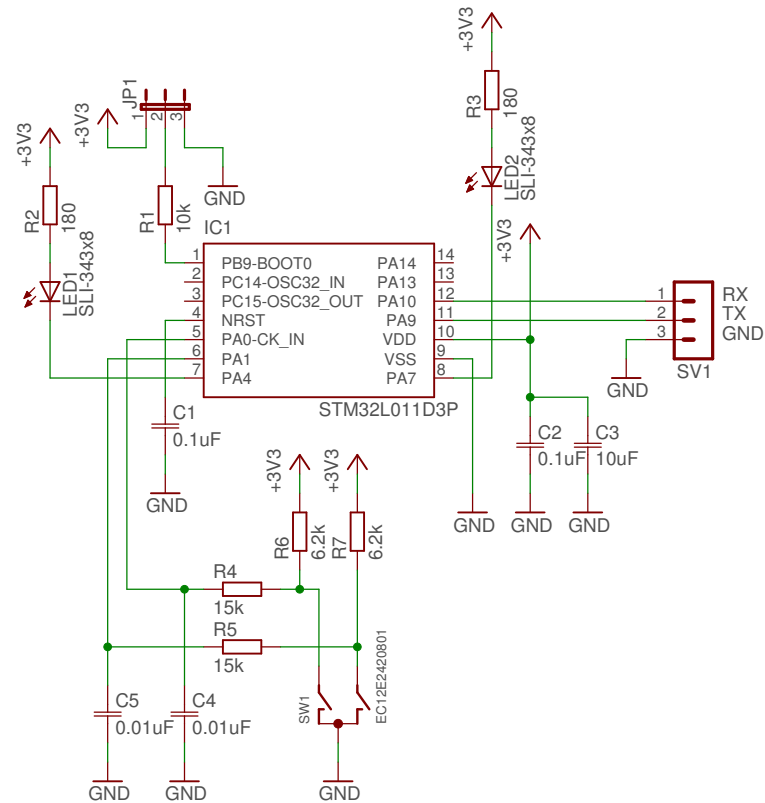 +3V3
R3
180
LED2
SLI-343x8
JP1
1
2
3
+3V3
GND
+3V3
R2
180
LED1
SLI-343x8
R1
10k
+3V3
IC1
1 PB9-BOOT0 PA14 14
2 PC14-OSC32_IN PA13 13
3 PC15-OSC32_OUT PA10 12
4 NRST PA9 11
5 PA0-CK_IN VDD 10
6 PA1 VSS 9
7 PA4 PA7 8
STM32L011D3P
1 RX
2 TX
3 GND
SV1
GND
C1
0.1uF
GND
C2
0.1uF
C3
10uF
GND
GND
GND
+3V3
+3V3
R6
6.2k
R7
6.2k
R4
15k
R5
15k
C5
0.01uF
C4
0.01uF
SW1
EC12E2420801
GND
GND
GND